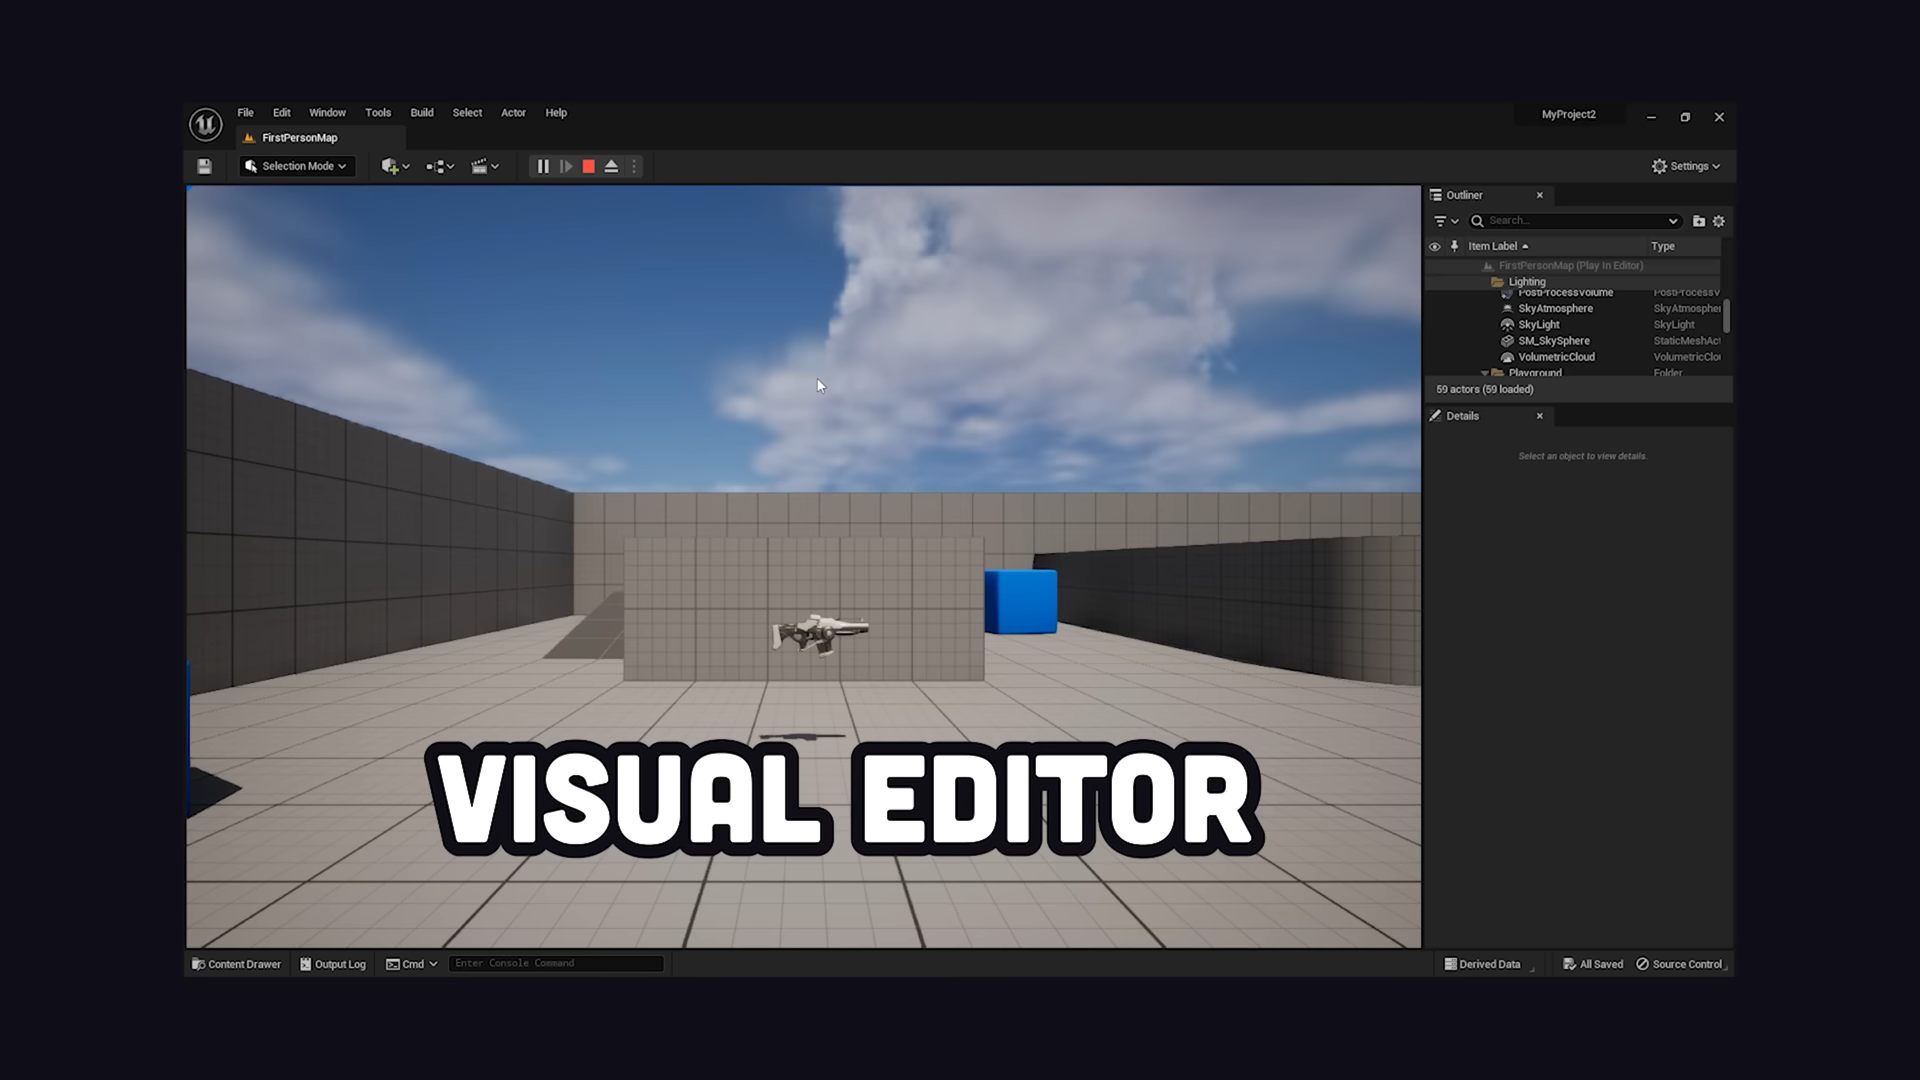 File Edit Window Tools Build Select Actor Help
MyProject2
FirstPersonMap
Selection Mode
Settings
Outliner
Search...
Item Label Type
FirstPersonMap (Play In Editor)
Lighting
PostProcessVolume PostProcessV
SkyAtmosphere SkyAtmospher
SkyLight SkyLight
SM_SkySphere StaticMeshAct
VolumetricCloud VolumetricClou
Playground Folder
59 actors (59 loaded)
Details
Select an object to view details.
VISUAL EDITOR
Content Drawer Output Log Cmd Enter Console Command Derived Data All Saved Source Control